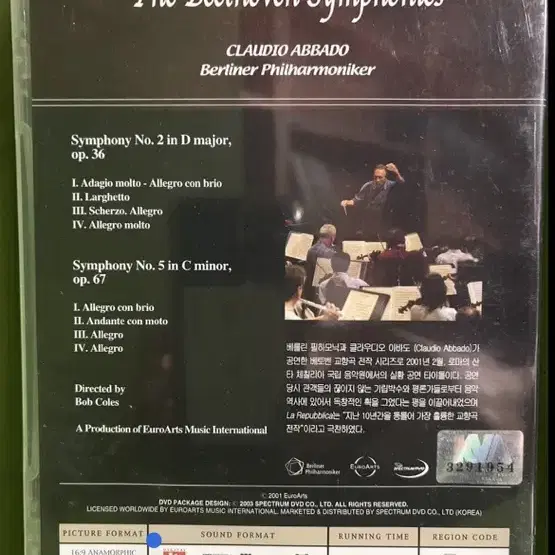 The Beethoven Symphonies
CLAUDIO ABBADO
Berliner Philharmoniker
Symphony No. 2 in D major,
op. 36
I. Adagio molto - Allegro con brio
II. Larghetto
III. Scherzo. Allegro
IV. Allegro molto
Symphony No. 5 in C minor,
op. 67
I. Allegro con brio
II. Andante con moto
III. Allegro
IV. Allegro
Directed by
Bob Coles
A Production of EuroArts Music International
베를린 필하모닉과 클라우디오 아바도 (Claudio Abbado)가
공연한 베토벤 교향곡 전작 시리즈로 2001년 2월, 로마의 산
타 체칠리아 국립 음악원에서의 실황 공연 타이틀이다. 공연
당시 관객들의 끊이지 않는 기립박수와 평론가들로부터 음악
역사에 있어서 독창적인 획을 그었다는 평을 이끌어내었으며
La Repubblica는 "지난 10년간을 통틀어 가장 훌륭한 교향곡
전작"이라고 극찬하였다.
Berliner
Philharmoniker
EUROARTS
SPECTRUM
3291954
© 2001 EuroArts
DVD PACKAGE DESIGN: © 2003 SPECTRUM DVD CO., LTD. ALL RIGHTS RESERVED.
LICENSED WORLDWIDE BY EUROARTS MUSIC INTERNATIONAL. MARKETED & DISTRIBUTED BY SPECTRUM DVD CO., LTD (KOREA)
PICTURE FORMAT SOUND FORMAT RUNNING TIME REGION CODE
16:9 ANAMORPHIC